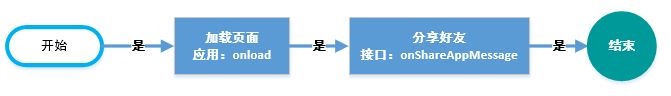 开始
是
加载页面
应用：onload
是
分享好友
接口：onShareAppMessage
是
结束